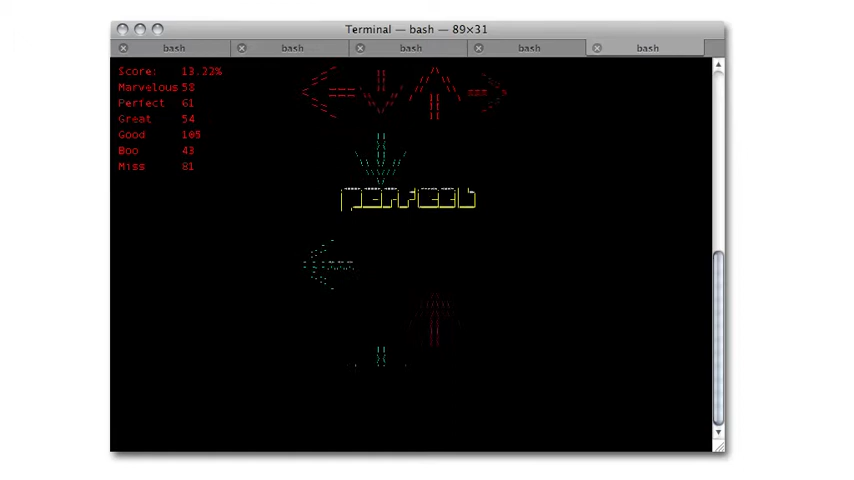 Terminal — bash — 89×31
bash bash bash bash bash
Score: 13.22%
Marvelous 58
Perfect 61
Great 54
Good 105
Boo 43
Miss 81
perfect